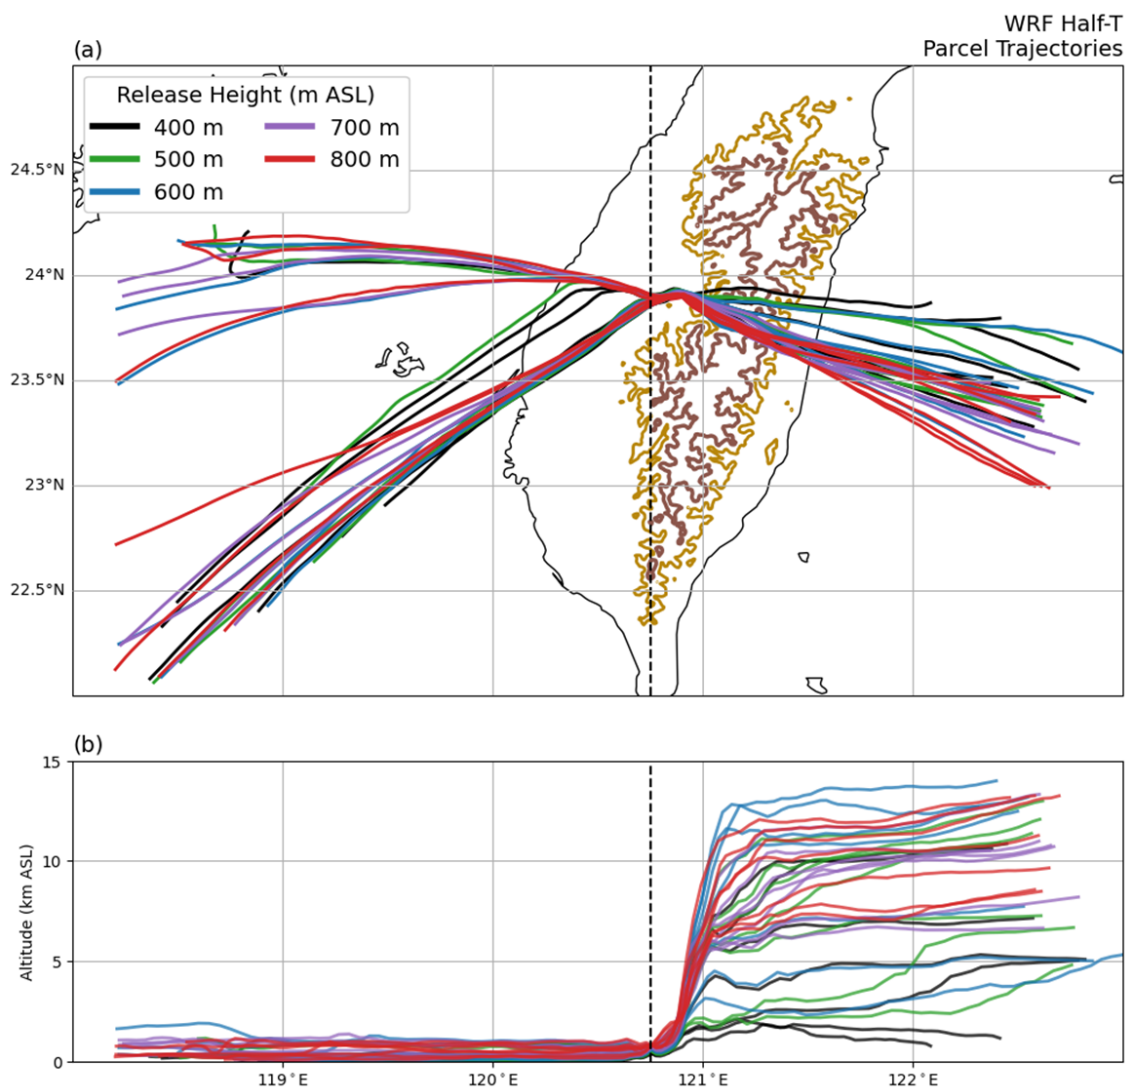 WRF Half-T
(a) Parcel Trajectories
Release Height (m ASL)
400 m 700 m
500 m 800 m
600 m
24.5°N
24°N
23.5°N
23°N
22.5°N
(b)
15
10
5
0
Altitude (km ASL)
119°E 120°E 121°E 122°E